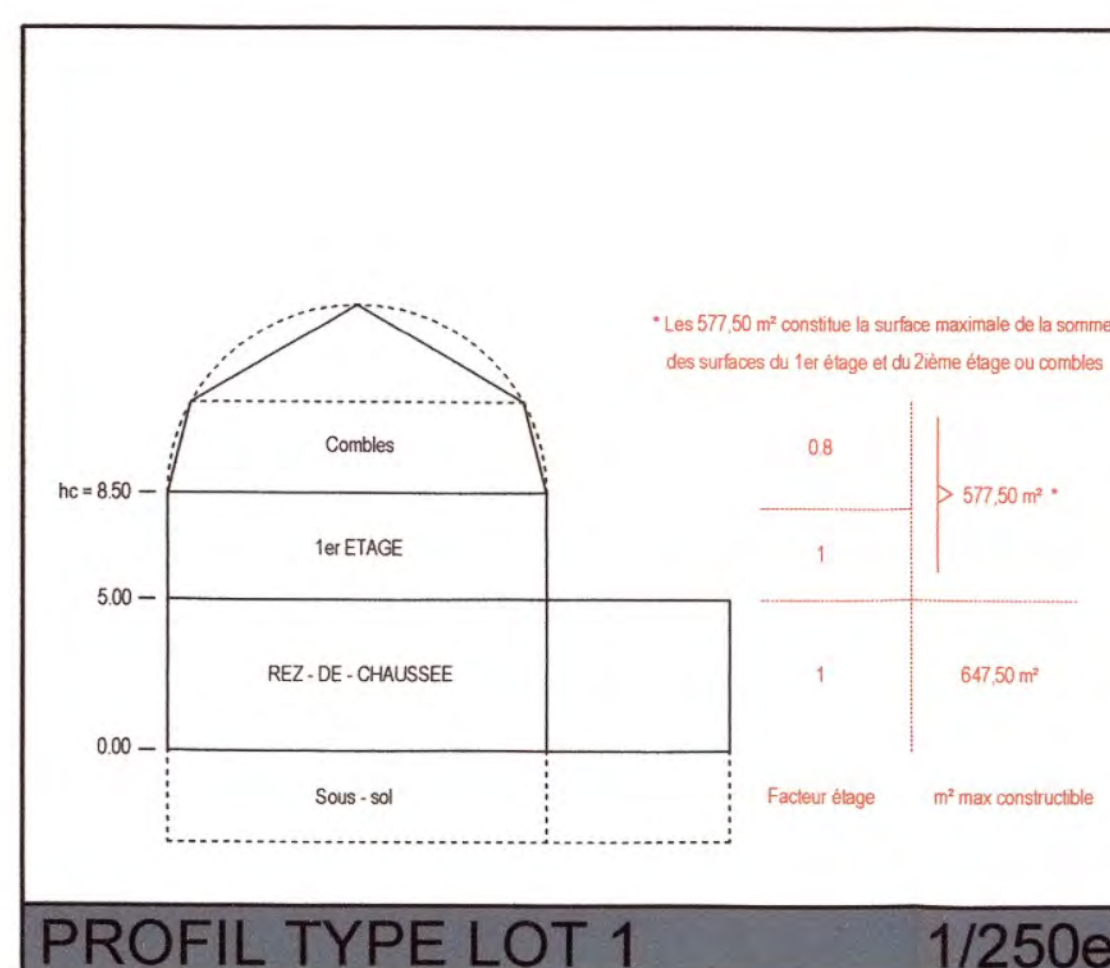 * Les 577,50 m² constitue la surface maximale de la somme
des surfaces du 1er étage et du 2ième étage ou combles
Combles
0.8
hc = 8.50
577,50 m² *
1er ETAGE
1
5.00
REZ - DE - CHAUSSEE
1
647,50 m²
0.00
Sous - sol
Facteur étage
m² max constructible
PROFIL TYPE LOT 1
1/250e